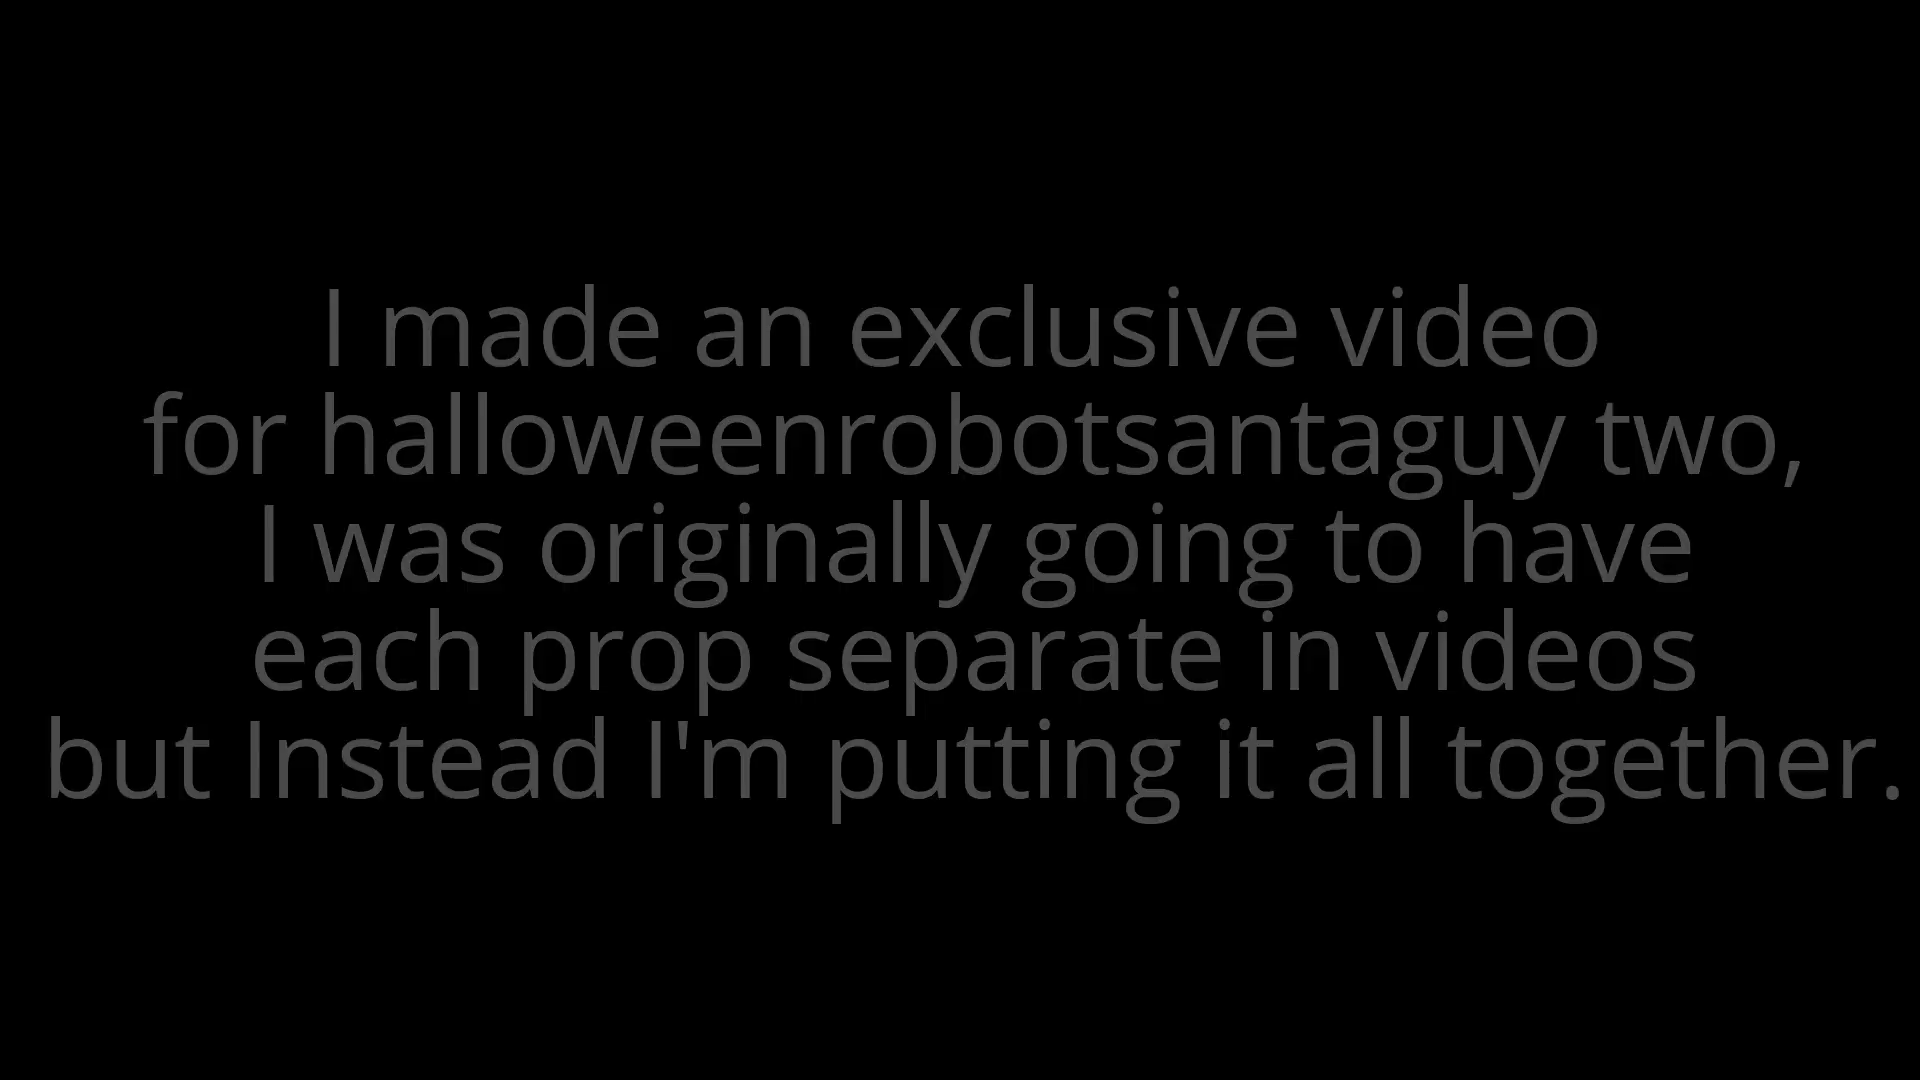 I made an exclusive video
for halloweenrobotsantaguy two,
I was originally going to have
each prop separate in videos
but Instead I'm putting it all together.